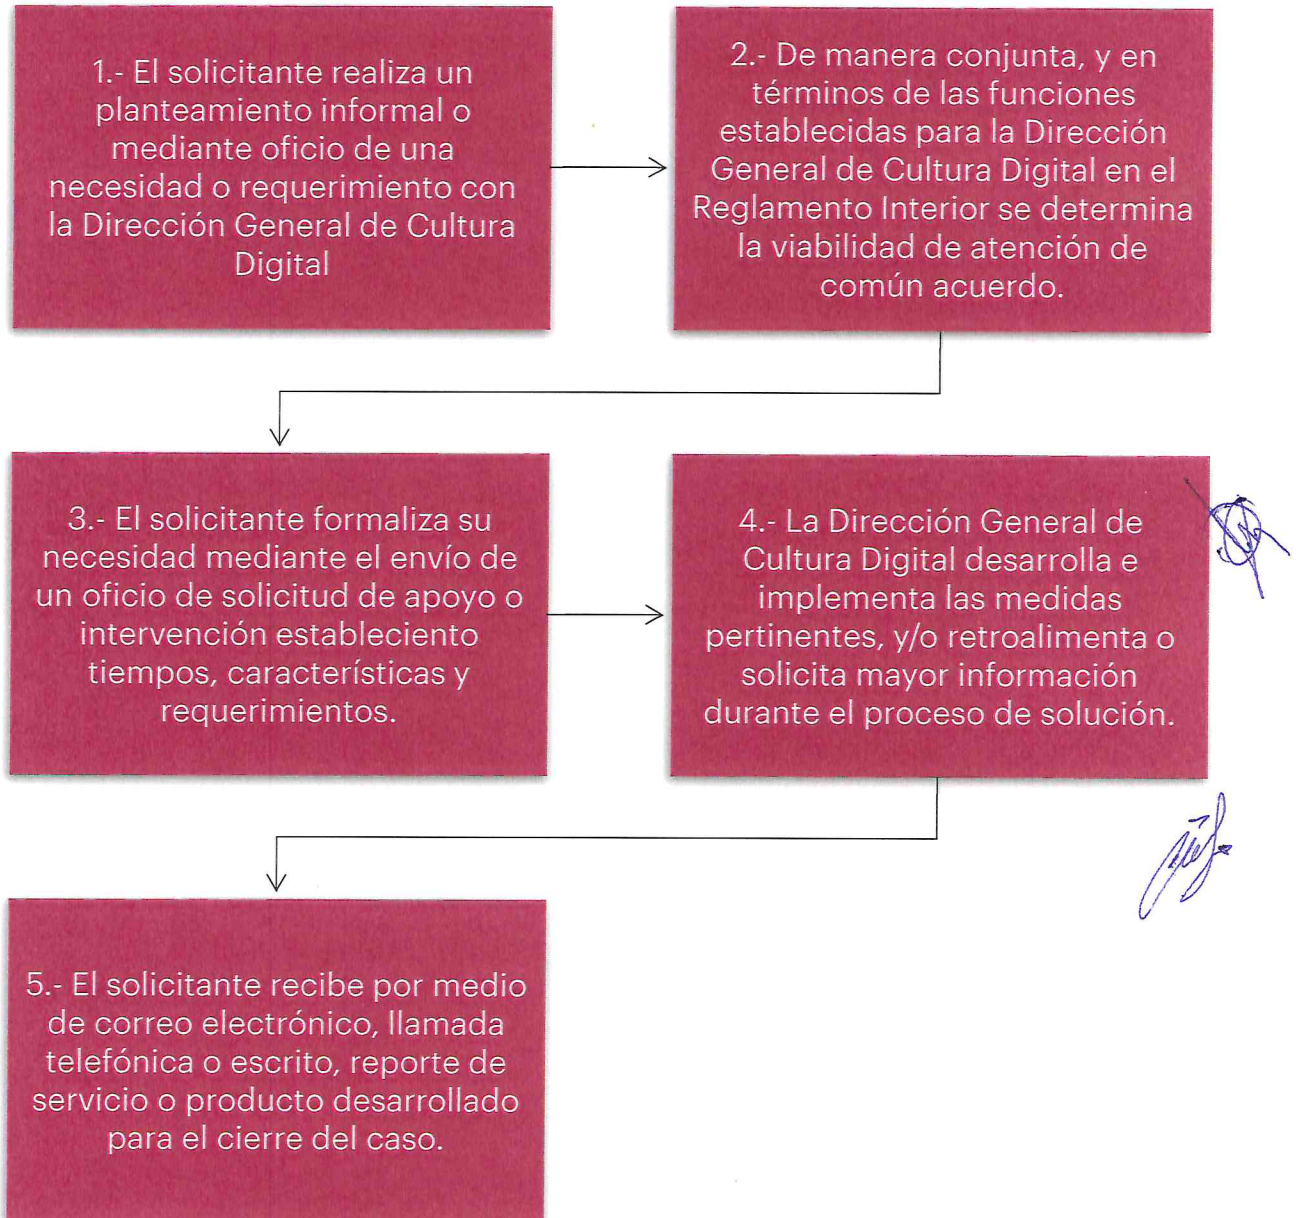 1.- El solicitante realiza un
planteamiento informal o
mediante oficio de una
necesidad o requerimiento con
la Dirección General de Cultura
Digital
2.- De manera conjunta, y en
términos de las funciones
establecidas para la Dirección
General de Cultura Digital en el
Reglamento Interior se determina
la viabilidad de atención de
común acuerdo.
3.- El solicitante formaliza su
necesidad mediante el envío de
un oficio de solicitud de apoyo o
intervención estableciento
tiempos, características y
requerimientos.
4.- La Dirección General de
Cultura Digital desarrolla e
implementa las medidas
pertinentes, y/o retroalimenta o
solicita mayor información
durante el proceso de solución.
5.- El solicitante recibe por medio
de correo electrónico, llamada
telefónica o escrito, reporte de
servicio o producto desarrollado
para el cierre del caso.